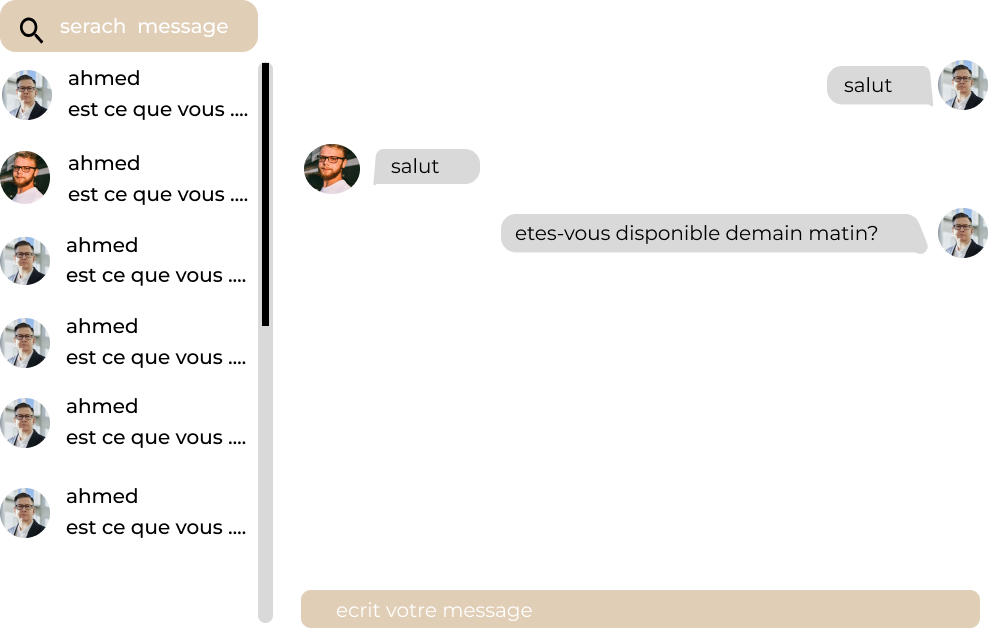 serach message
ahmed
est ce que vous ....
ahmed
est ce que vous ....
ahmed
est ce que vous ....
ahmed
est ce que vous ....
ahmed
est ce que vous ....
ahmed
est ce que vous ....
salut
salut
etes-vous disponible demain matin?
ecrit votre message